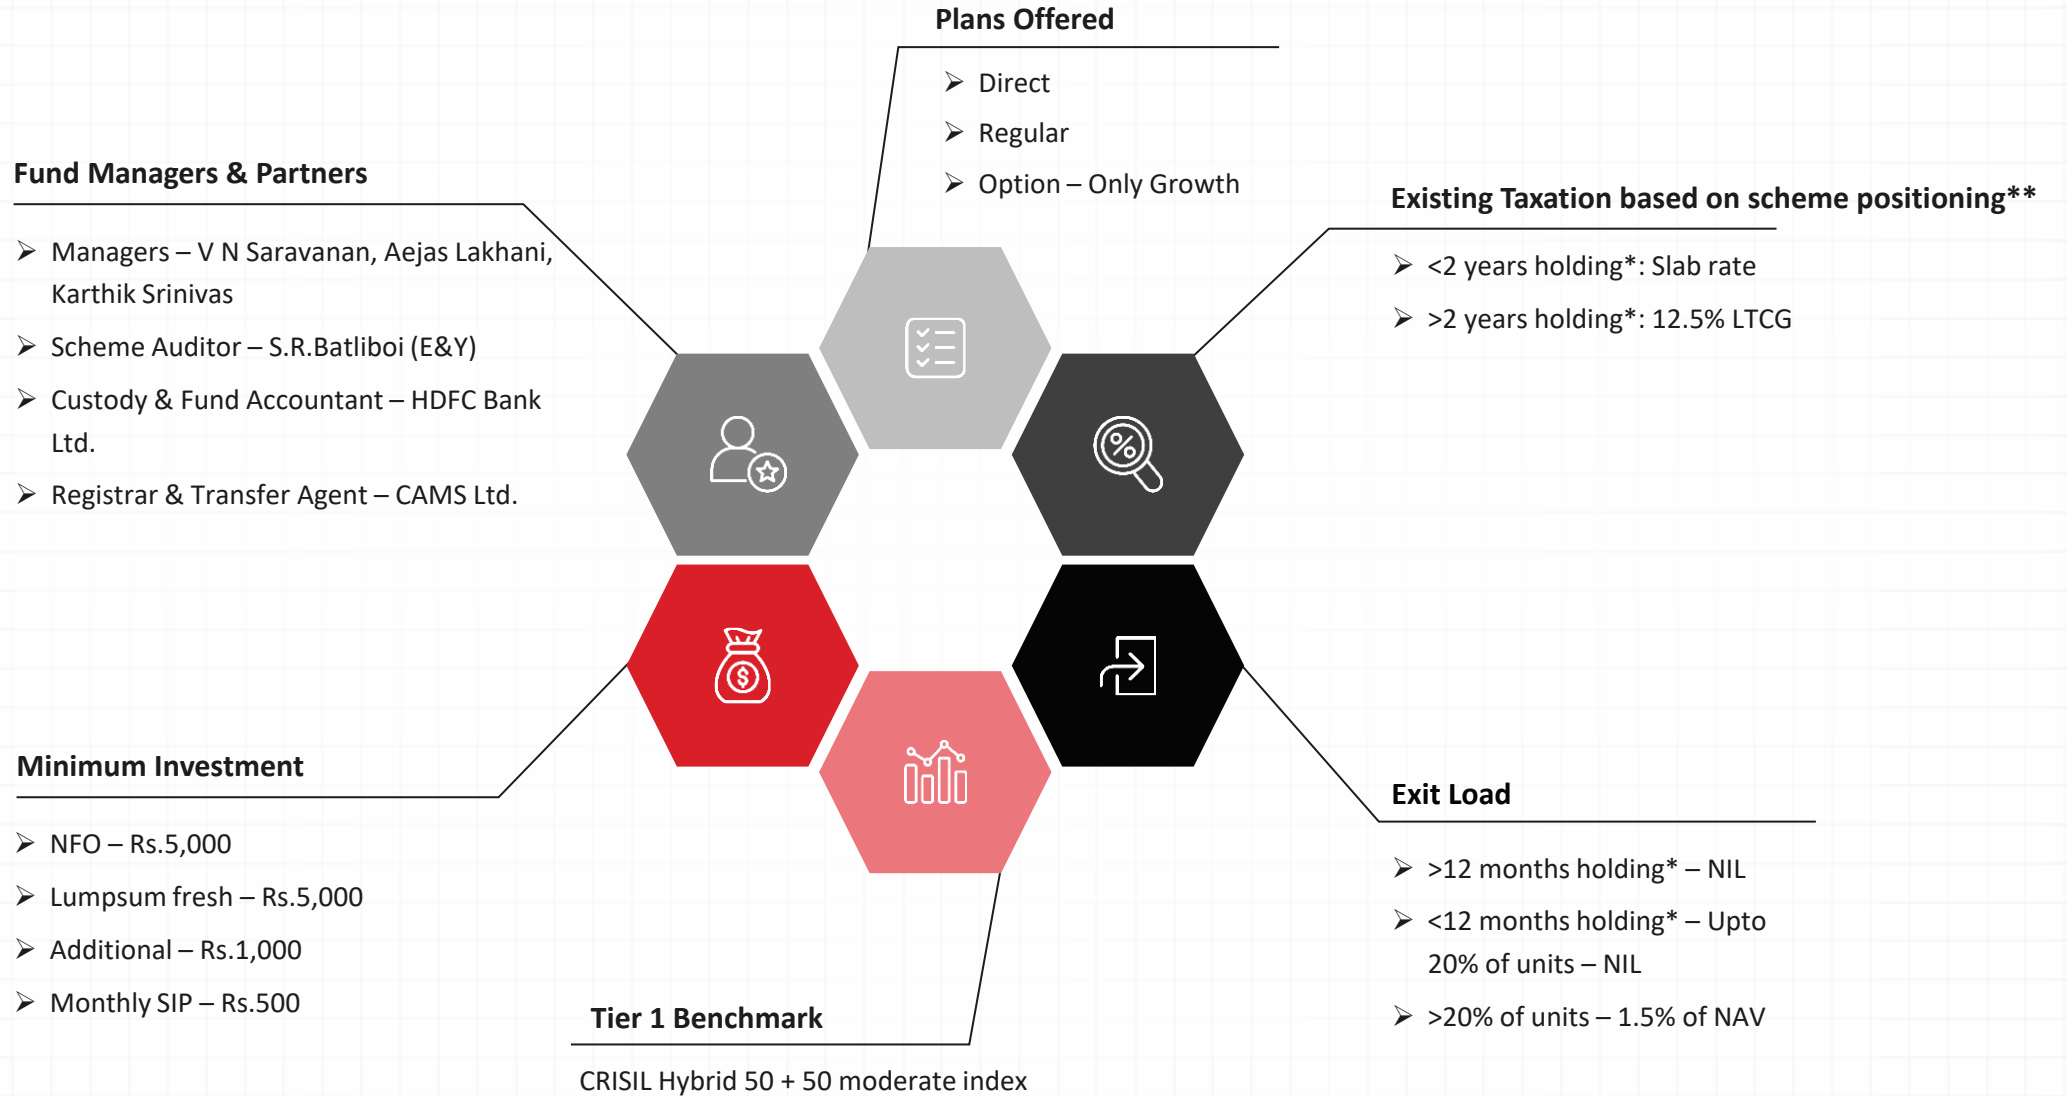 Plans Offered
➢ Direct
➢ Regular
➢ Option – Only Growth
Fund Managers & Partners
➢ Managers – V N Saravanan, Aejas Lakhani,
Karthik Srinivas
➢ Scheme Auditor – S.R.Batliboi (E&Y)
➢ Custody & Fund Accountant – HDFC Bank
Ltd.
➢ Registrar & Transfer Agent – CAMS Ltd.
Existing Taxation based on scheme positioning**
➢ <2 years holding*: Slab rate
➢ >2 years holding*: 12.5% LTCG
Minimum Investment
➢ NFO – Rs.5,000
➢ Lumpsum fresh – Rs.5,000
➢ Additional – Rs.1,000
➢ Monthly SIP – Rs.500
Tier 1 Benchmark
CRISIL Hybrid 50 + 50 moderate index
Exit Load
➢ >12 months holding* – NIL
➢ <12 months holding* – Upto
20% of units – NIL
➢ >20% of units – 1.5% of NAV